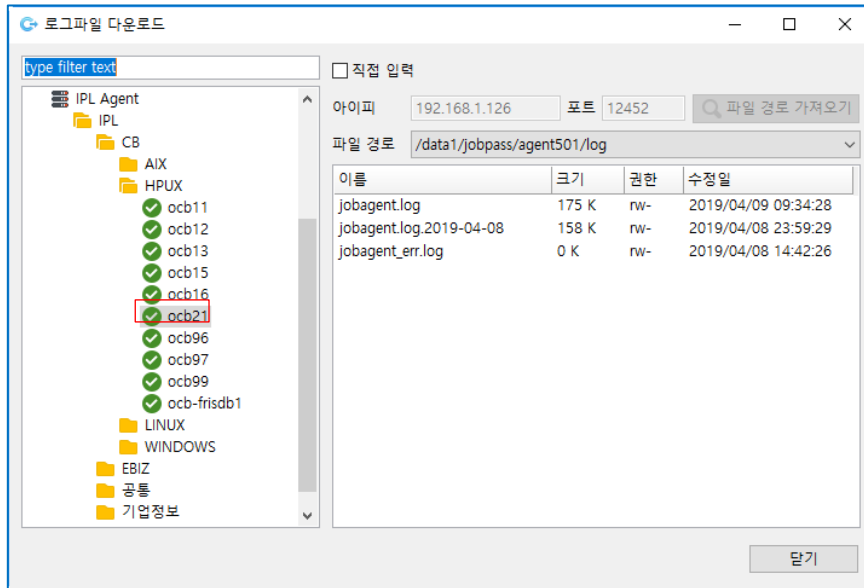 로그파일 다운로드
type filter text
IPL Agent
IPL
CB
AIX
HPUX
ocb11
ocb12
ocb13
ocb15
ocb16
ocb21
ocb96
ocb97
ocb99
ocb-frisdb1
LINUX
WINDOWS
EBIZ
공통
기업정보
직접 입력
아이피 192.168.1.126 포트 12452 파일 경로 가져오기
파일 경로 /data1/jobpass/agent501/log
이름 크기 권한 수정일
jobagent.log 175 K rw- 2019/04/09 09:34:28
jobagent.log.2019-04-08 158 K rw- 2019/04/08 23:59:29
jobagent_err.log 0 K rw- 2019/04/08 14:42:26
닫기